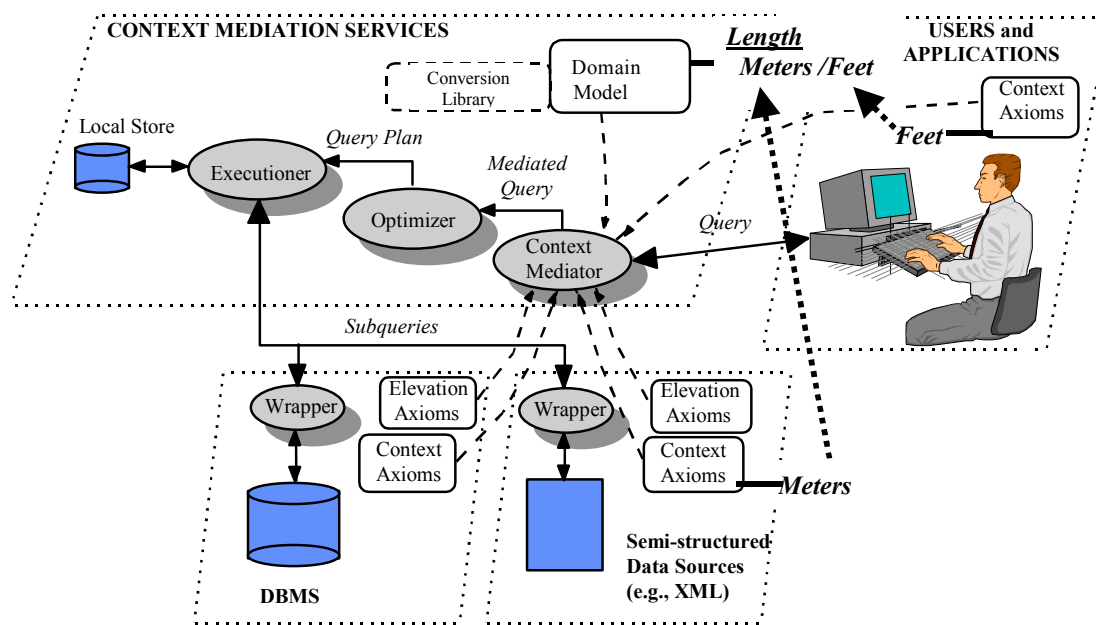 CONTEXT MEDIATION SERVICES
Length
Meters /Feet
USERS and
APPLICATIONS
Conversion
Library
Domain
Model
Context
Axioms
Feet
Local Store
Query Plan
Executioner
Mediated
Query
Optimizer
Query
Context
Mediator
Subqueries
Wrapper
Elevation
Axioms
Context
Axioms
Wrapper
Elevation
Axioms
Context
Axioms
Meters
DBMS
Semi-structured
Data Sources
(e.g., XML)